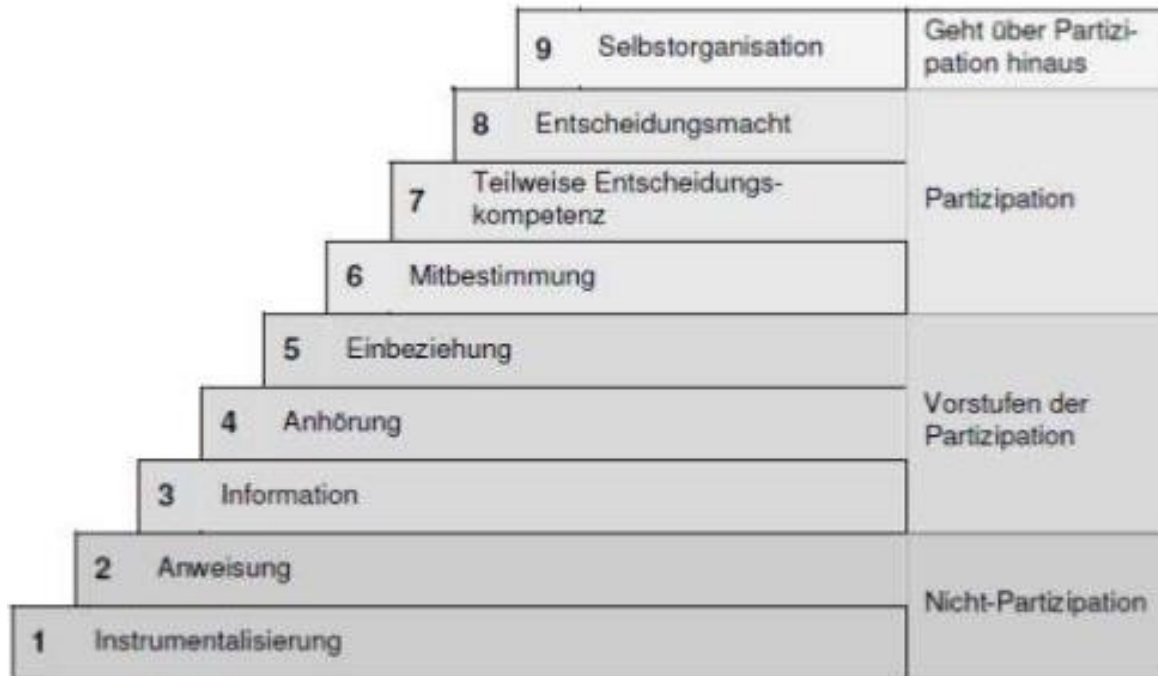 9 Selbstorganisation
Geht über Partizi-
pation hinaus
8 Entscheidungsmacht
7 Teilweise Entscheidungs-
kompetenz
Partizipation
6 Mitbestimmung
5 Einbeziehung
4 Anhörung
Vorstufen der
Partizipation
3 Information
2 Anweisung
Nicht-Partizipation
1 Instrumentalisierung